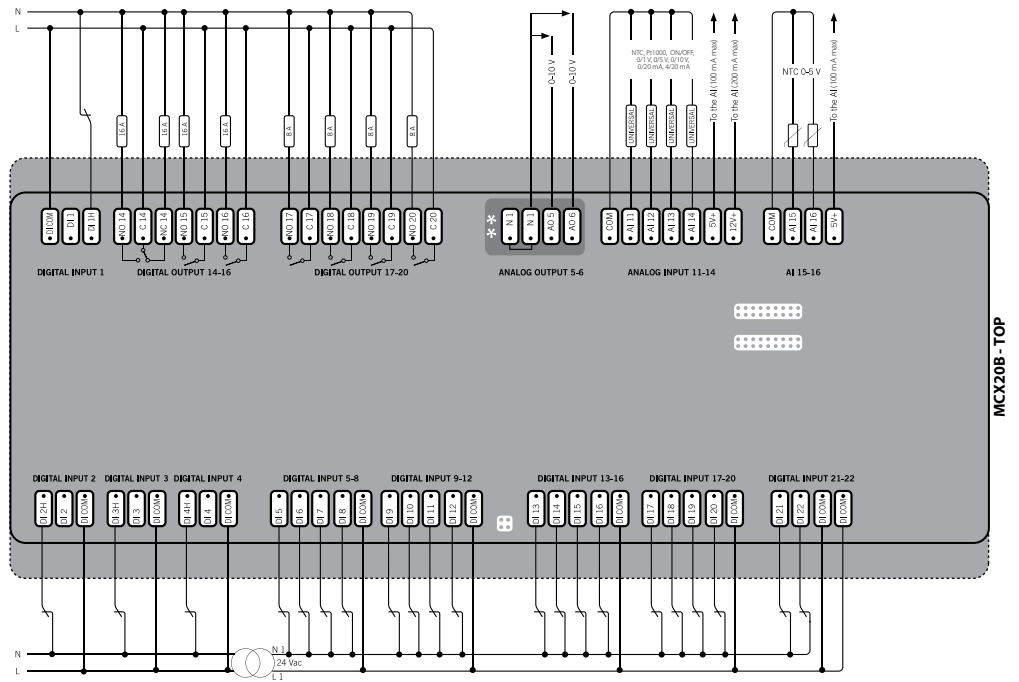 N
L
16 A
16 A
16 A
16 A
8 A
8 A
8 A
8 A
0-10 V
0-10 V
NTC, Pt1000, ON/OFF,
0/1 V, 0/5 V, 0/10 V,
0/20 mA, 4/20 mA
UNIVERSAL
UNIVERSAL
UNIVERSAL
UNIVERSAL
To the AI (100 mA max)
To the AI (200 mA max)
NTC 0-5 V
To the AI (100 mA max)
DI COM
DI 1
DI 1H
NO 14
C 14
NC 14
NO 15
C 15
NO 16
C 16
NO 17
C 17
NO 18
C 18
NO 19
C 19
NO 20
C 20
* *
N 1
N 1
AO 5
AO 6
COM
AI 11
AI 12
AI 13
AI 14
5V+
12V+
COM
AI 15
AI 16
5V+
DIGITAL INPUT 1
DIGITAL OUTPUT 14-16
DIGITAL OUTPUT 17-20
ANALOG OUTPUT 5-6
ANALOG INPUT 11-14
AI 15-16
MCX20B - TOP
DIGITAL INPUT 2
DIGITAL INPUT 3
DIGITAL INPUT 4
DIGITAL INPUT 5-8
DIGITAL INPUT 9-12
DIGITAL INPUT 13-16
DIGITAL INPUT 17-20
DIGITAL INPUT 21-22
DI 2H
DI 2
DI COM
DI 3H
DI 3
DI COM
DI 4H
DI 4
DI COM
DI 5
DI 6
DI 7
DI 8
DI COM
DI 9
DI 10
DI 11
DI 12
DI COM
DI 13
DI 14
DI 15
DI 16
DI COM
DI 17
DI 18
DI 19
DI 20
DI COM
DI 21
DI 22
DI COM
DI COM
N
L
N 1
24 Vac
L 1